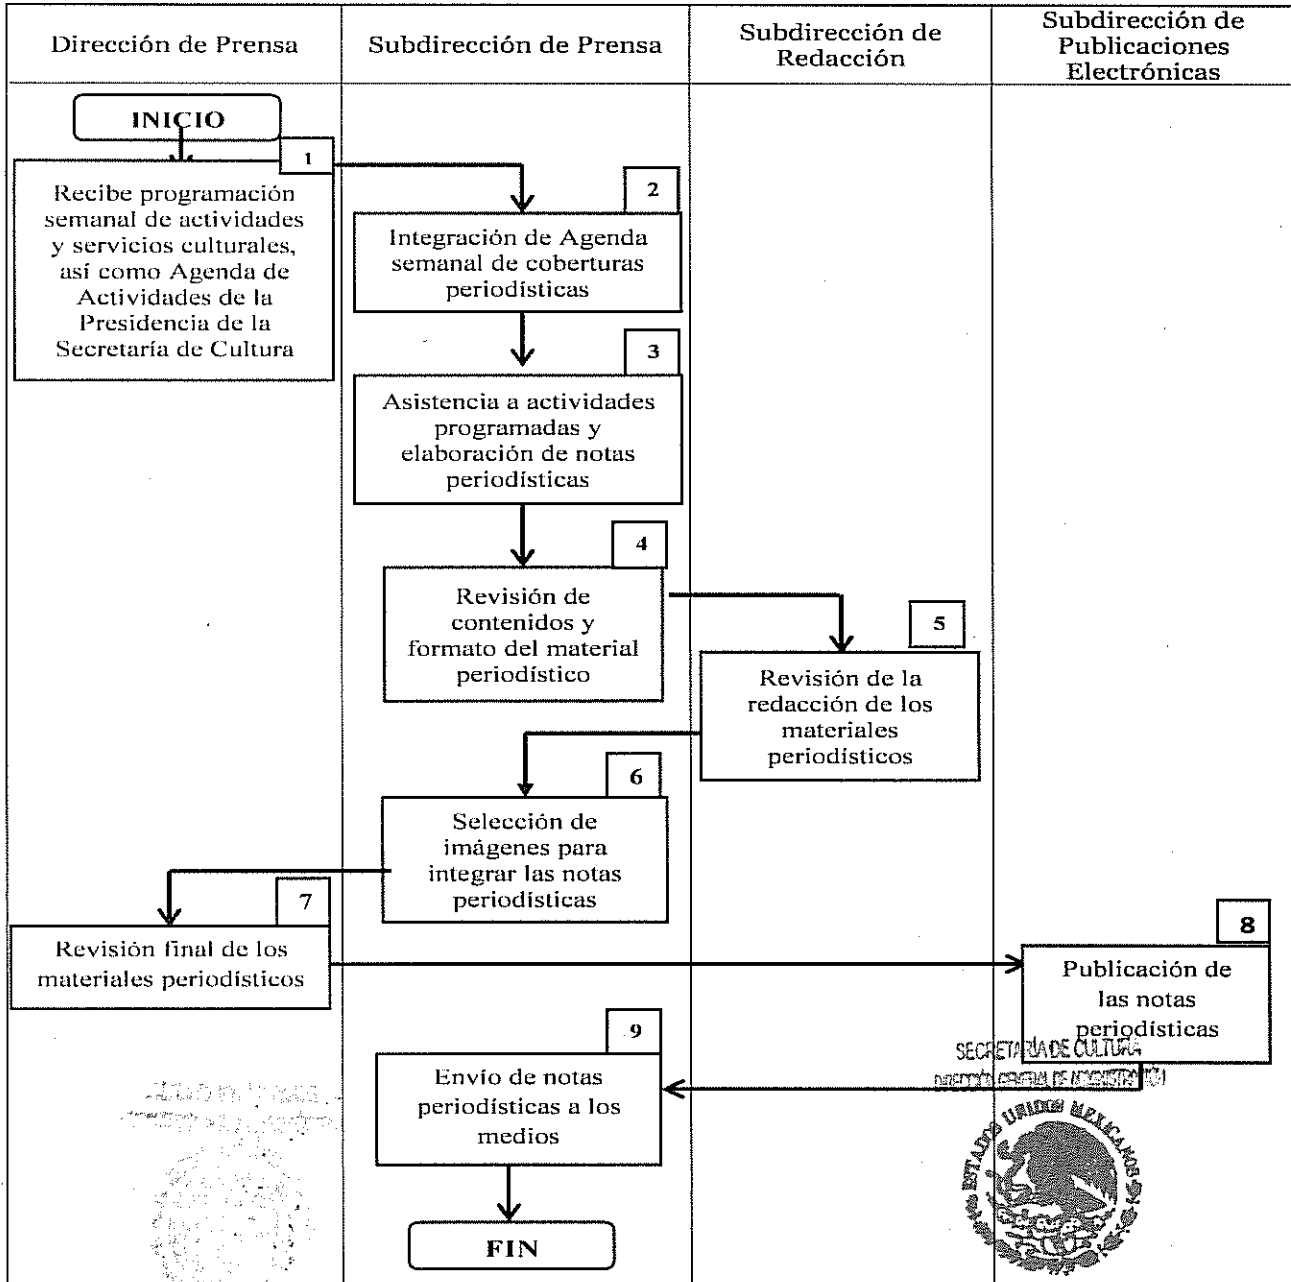 Dirección de Prensa
Subdirección de Prensa
Subdirección de
Redacción
Subdirección de
Publicaciones
Electrónicas
INICIO
1
Recibe programación
semanal de actividades
y servicios culturales,
así como Agenda de
Actividades de la
Presidencia de la
Secretaría de Cultura
2
Integración de Agenda
semanal de coberturas
periodísticas
3
Asistencia a actividades
programadas y
elaboración de notas
periodísticas
4
Revisión de
contenidos y
formato del material
periodístico
5
Revisión de la
redacción de los
materiales
periodísticos
6
Selección de
imágenes para
integrar las notas
periodísticas
7
Revisión final de los
materiales periodísticos
8
Publicación de
las notas
periodísticas
9
Envío de notas
periodísticas a los
medios
FIN
SECRETARÍA DE CULTURA
DIRECCIÓN GENERAL DE ADMINISTRACIÓN
ESTADOS UNIDOS MEXICANOS